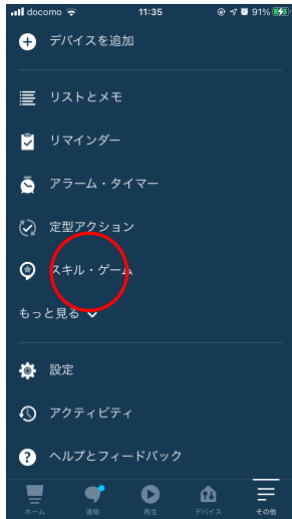 docomo 11:35 91%
デバイスを追加
リストとメモ
リマインダー
アラーム・タイマー
定型アクション
スキル・ゲーム
もっと見る
設定
アクティビティ
ヘルプとフィードバック
ホーム 連絡 再生 デバイス その他